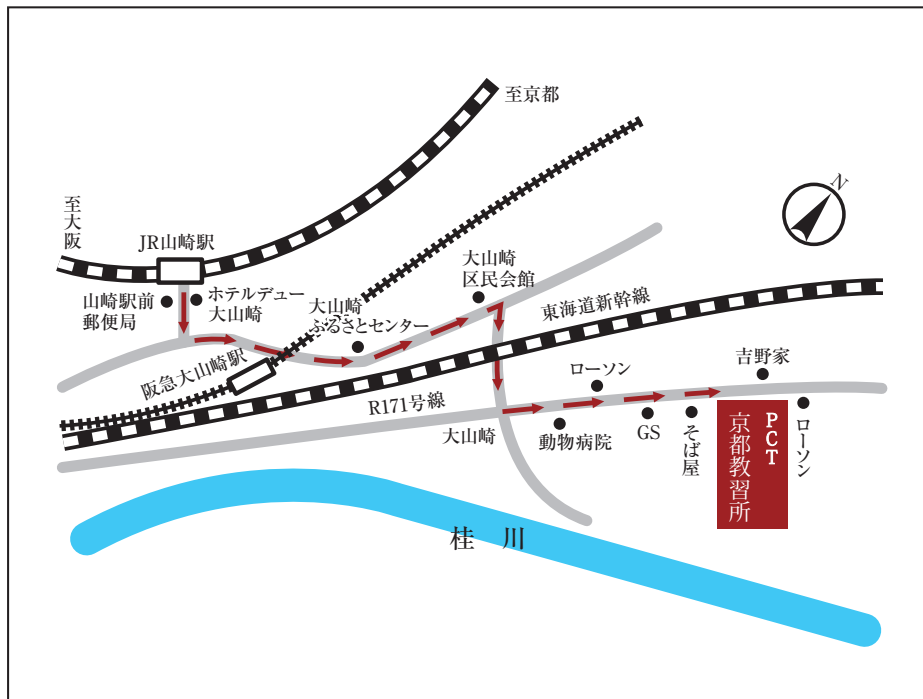 至京都
N
至大阪
JR山崎駅
山崎駅前
郵便局
ホテルデュー
大山崎
大山崎
ふるさとセンター
大山崎
区民会館
東海道新幹線
阪急大山崎駅
R171号線
大山崎
ローソン
動物病院
GS
そば屋
吉野家
ローソン
PCT
京都教習所
桂川